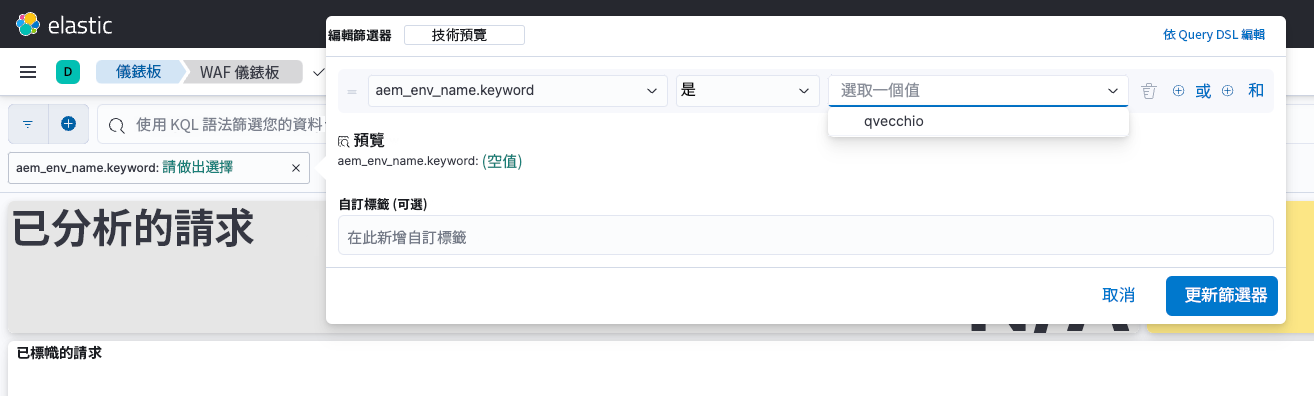 elastic
編輯篩選器 技術預覽 依 Query DSL 編輯
D 儀錶板 WAF 儀錶板
aem_env_name.keyword 是 選取一個值 或 和
使用 KQL 語法篩選您的資料
qvecchio
預覽
aem_env_name.keyword: (空值)
aem_env_name.keyword: 請做出選擇
自訂標籤 (可選)
已分析的請求
在此新增自訂標籤
取消 更新篩選器
N/A
已標幟的請求